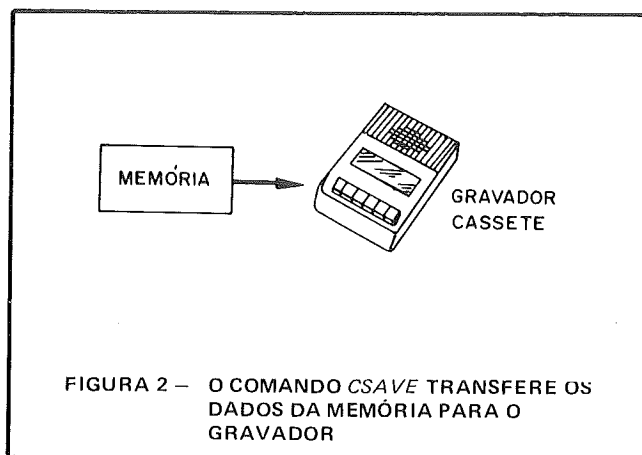 MEMÓRIA
GRAVADOR
CASSETE
FIGURA 2 — O COMANDO CSAVE TRANSFERE OS
DADOS DA MEMÓRIA PARA O
GRAVADOR